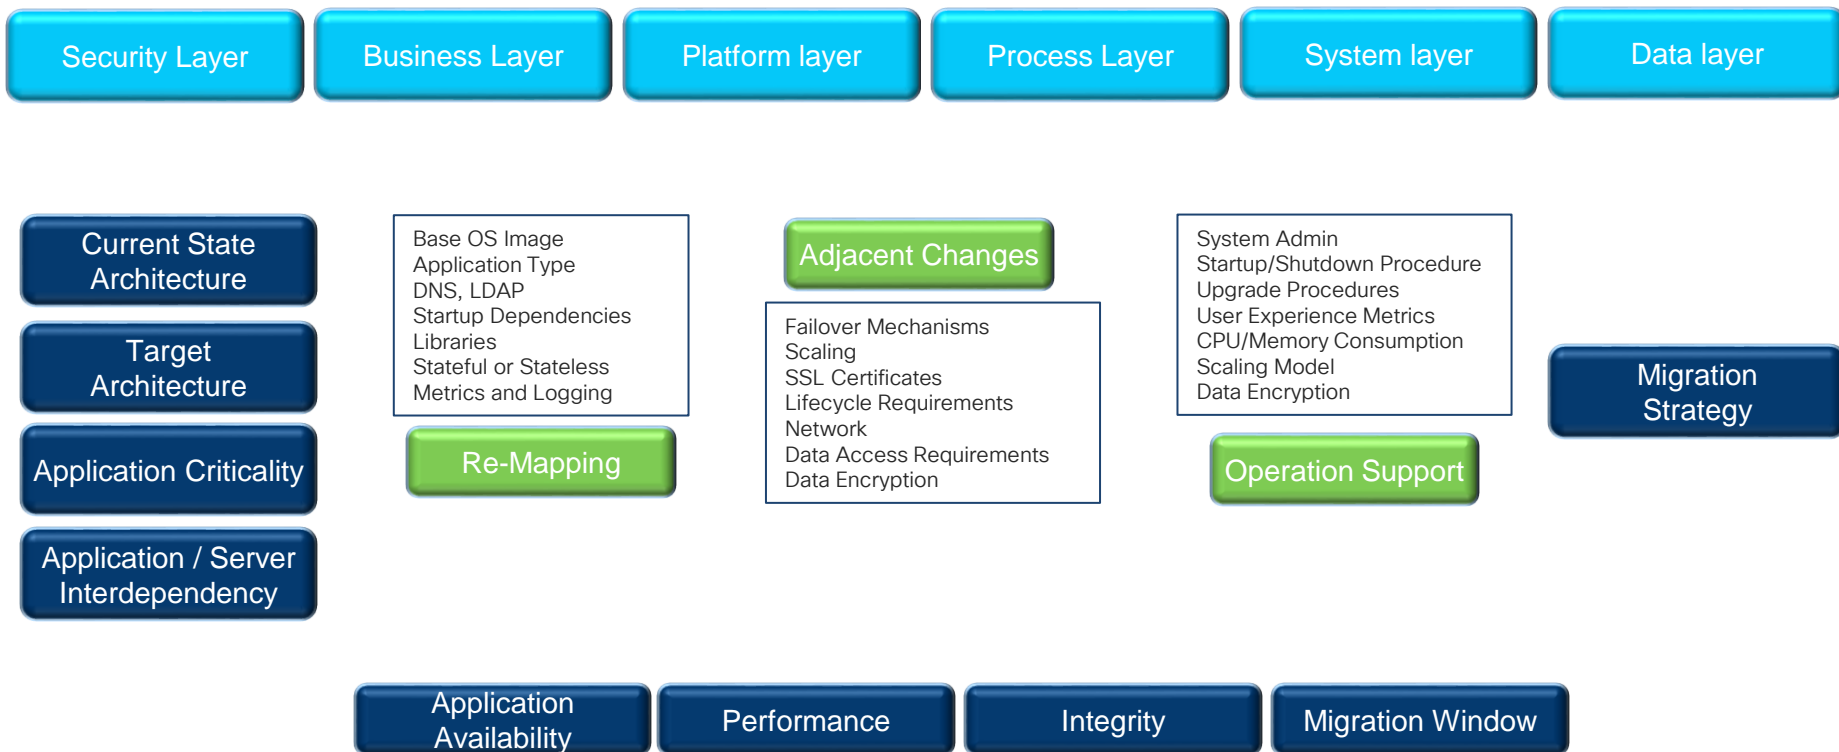 Security Layer
Business Layer
Platform layer
Process Layer
System layer
Data layer
Current State
Architecture
Target
Architecture
Application Criticality
Application / Server
Interdependency
Base OS Image
Application Type
DNS, LDAP
Startup Dependencies
Libraries
Stateful or Stateless
Metrics and Logging
Re-Mapping
Adjacent Changes
Failover Mechanisms
Scaling
SSL Certificates
Lifecycle Requirements
Network
Data Access Requirements
Data Encryption
System Admin
Startup/Shutdown Procedure
Upgrade Procedures
User Experience Metrics
CPU/Memory Consumption
Scaling Model
Data Encryption
Operation Support
Migration
Strategy
Application
Availability
Performance
Integrity
Migration Window